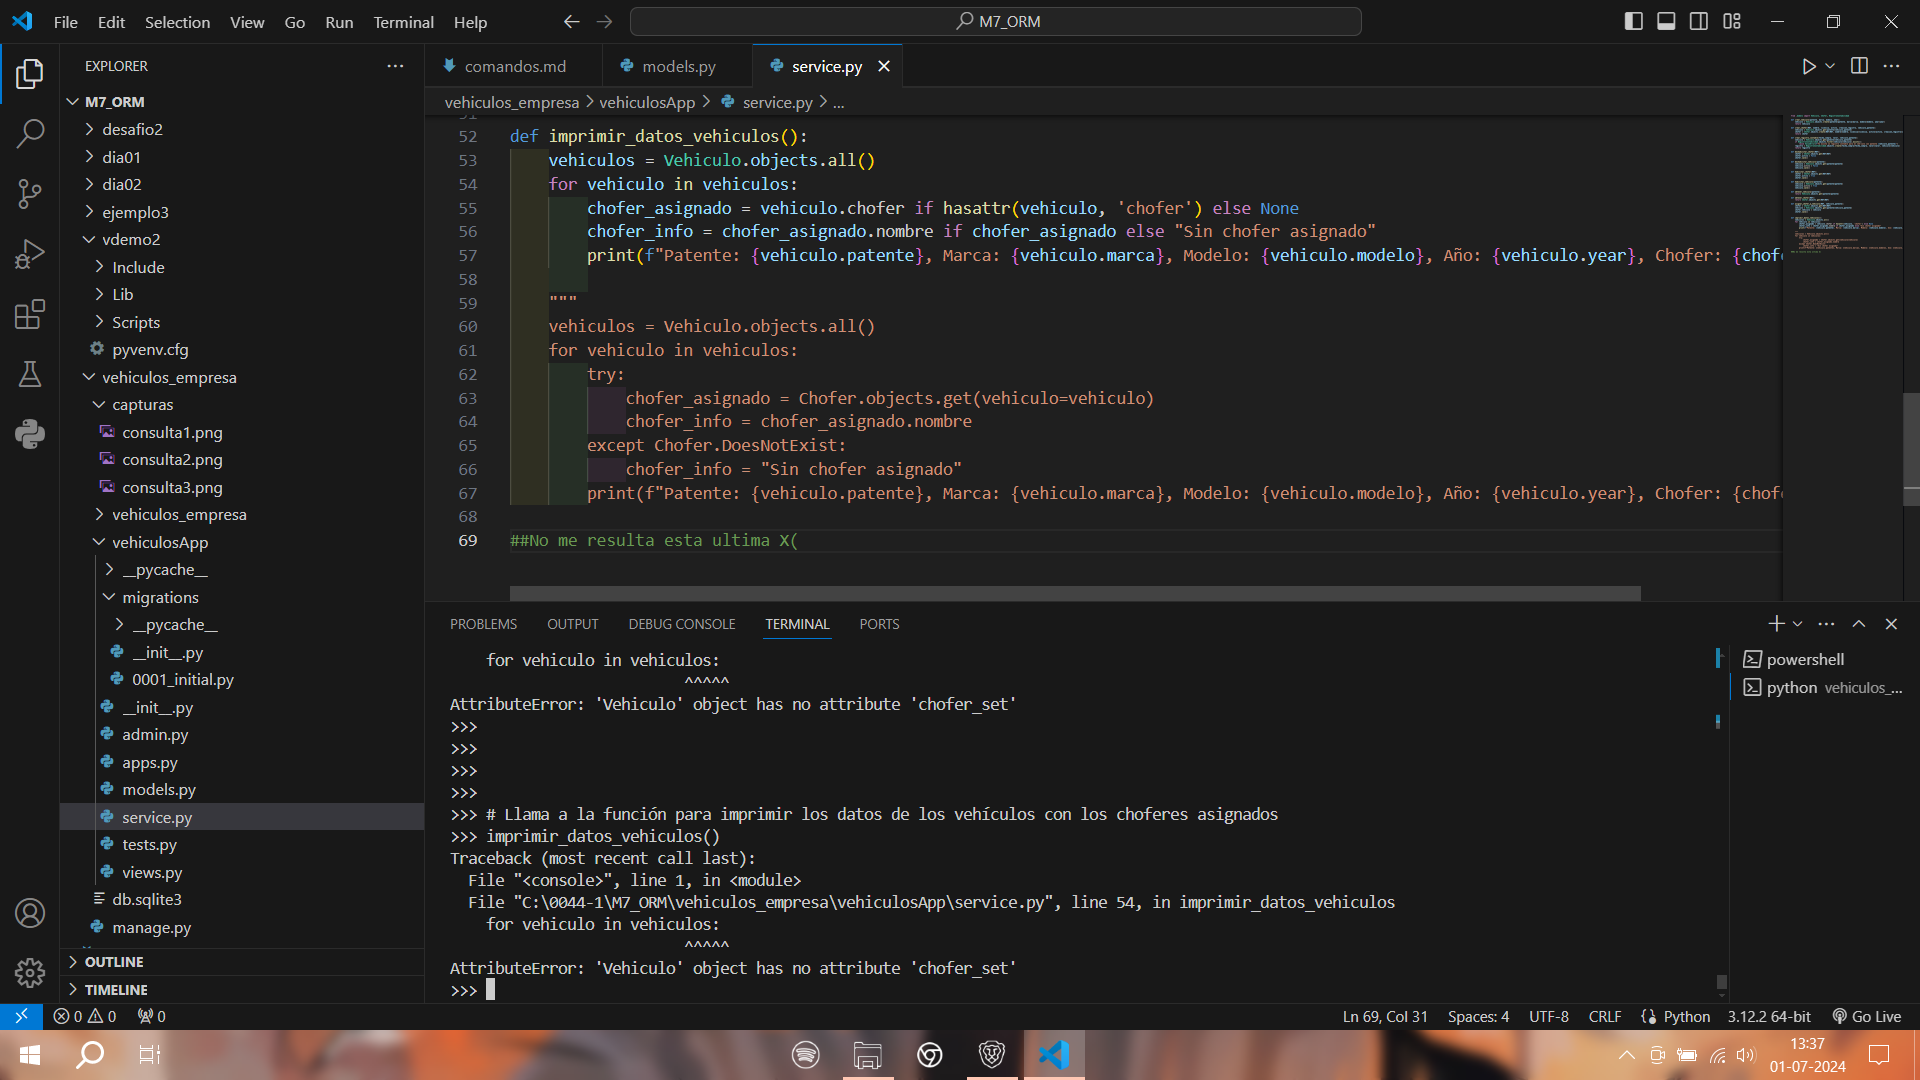 File Edit Selection View Go Run Terminal Help
M7_ORM
EXPLORER
M7_ORM
desafio2
dia01
dia02
ejemplo3
vdemo2
Include
Lib
Scripts
pyvenv.cfg
vehiculos_empresa
capturas
consulta1.png
consulta2.png
consulta3.png
vehiculos_empresa
vehiculosApp
__pycache__
migrations
__pycache__
__init__.py
0001_initial.py
__init__.py
admin.py
apps.py
models.py
service.py
tests.py
views.py
db.sqlite3
manage.py
OUTLINE
TIMELINE
comandos.md models.py service.py
vehiculos_empresa > vehiculosApp > service.py > ...
51
52 def imprimir_datos_vehiculos():
53 vehiculos = Vehiculo.objects.all()
54 for vehiculo in vehiculos:
55 chofer_asignado = vehiculo.chofer if hasattr(vehiculo, 'chofer') else None
56 chofer_info = chofer_asignado.nombre if chofer_asignado else "Sin chofer asignado"
57 print(f"Patente: {vehiculo.patente}, Marca: {vehiculo.marca}, Modelo: {vehiculo.modelo}, Año: {vehiculo.year}, Chofer: {chof
58
59 """
60 vehiculos = Vehiculo.objects.all()
61 for vehiculo in vehiculos:
62 try:
63 chofer_asignado = Chofer.objects.get(vehiculo=vehiculo)
64 chofer_info = chofer_asignado.nombre
65 except Chofer.DoesNotExist:
66 chofer_info = "Sin chofer asignado"
67 print(f"Patente: {vehiculo.patente}, Marca: {vehiculo.marca}, Modelo: {vehiculo.modelo}, Año: {vehiculo.year}, Chofer: {chof
68
69 ##No me resulta esta ultima X(
PROBLEMS OUTPUT DEBUG CONSOLE TERMINAL PORTS
for vehiculo in vehiculos:
^^^^^
AttributeError: 'Vehiculo' object has no attribute 'chofer_set'
>>>
>>>
>>>
>>>
>>> # Llama a la función para imprimir los datos de los vehículos con los choferes asignados
>>> imprimir_datos_vehiculos()
Traceback (most recent call last):
File "<console>", line 1, in <module>
File "C:\0044-1\M7_ORM\vehiculos_empresa\vehiculosApp\service.py", line 54, in imprimir_datos_vehiculos
for vehiculo in vehiculos:
^^^^^
AttributeError: 'Vehiculo' object has no attribute 'chofer_set'
>>>
powershell
python vehiculos_...
0 0 0
Ln 69, Col 31 Spaces: 4 UTF-8 CRLF Python 3.12.2 64-bit Go Live
13:37
01-07-2024